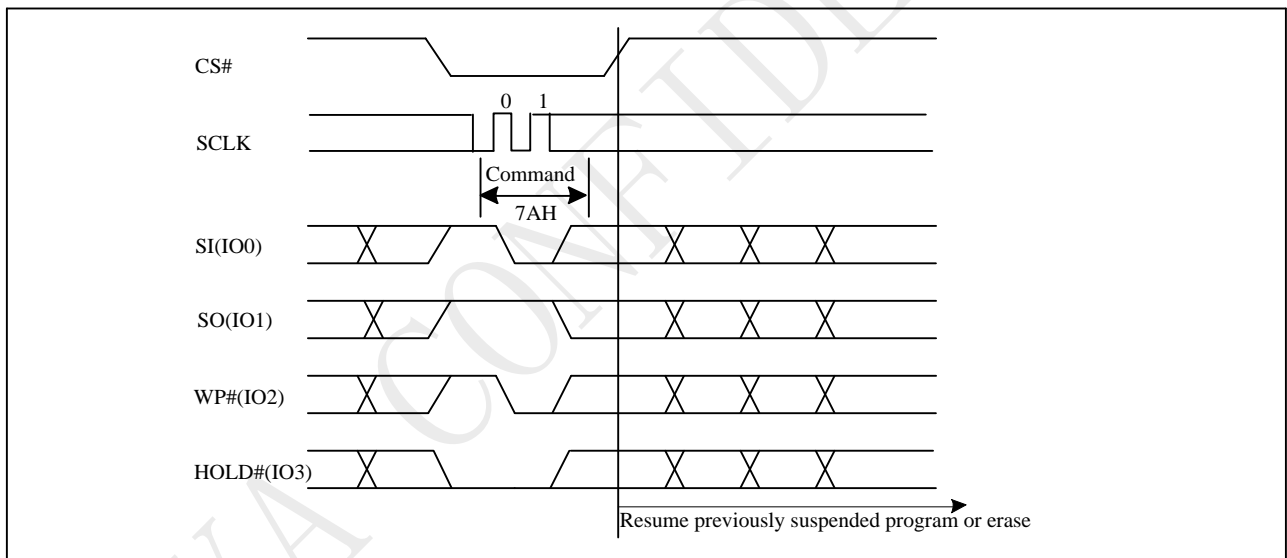 CS#
0 1
SCLK
Command
7AH
SI(IO0)
SO(IO1)
WP#(IO2)
HOLD#(IO3)
Resume previously suspended program or erase